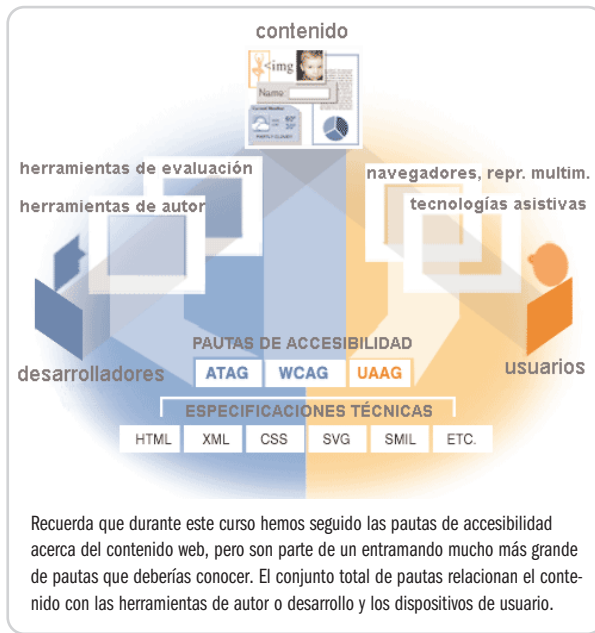 contenido
<img
Name
60°
30°
PARTLY CLOUDY
herramientas de evaluación
navegadores, repr. multim.
herramientas de autor
tecnologías asistivas
PAUTAS DE ACCESIBILIDAD
desarrolladores
ATAG WCAG UAAG
usuarios
ESPECIFICACIONES TÉCNICAS
HTML XML CSS SVG SMIL ETC.
Recuerda que durante este curso hemos seguido las pautas de accesibilidad
acerca del contenido web, pero son parte de un entramando mucho más grande
de pautas que deberías conocer. El conjunto total de pautas relacionan el conte-
nido con las herramientas de autor o desarrollo y los dispositivos de usuario.